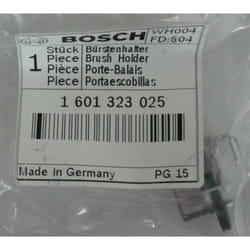 BOSCH WH004
FD:504
1 Stück Bürstenhalter
Piece Brush Holder
Pièce Porte-Balais
Pieza Portaescobillas
1 601 323 025
Made in Germany PG 15